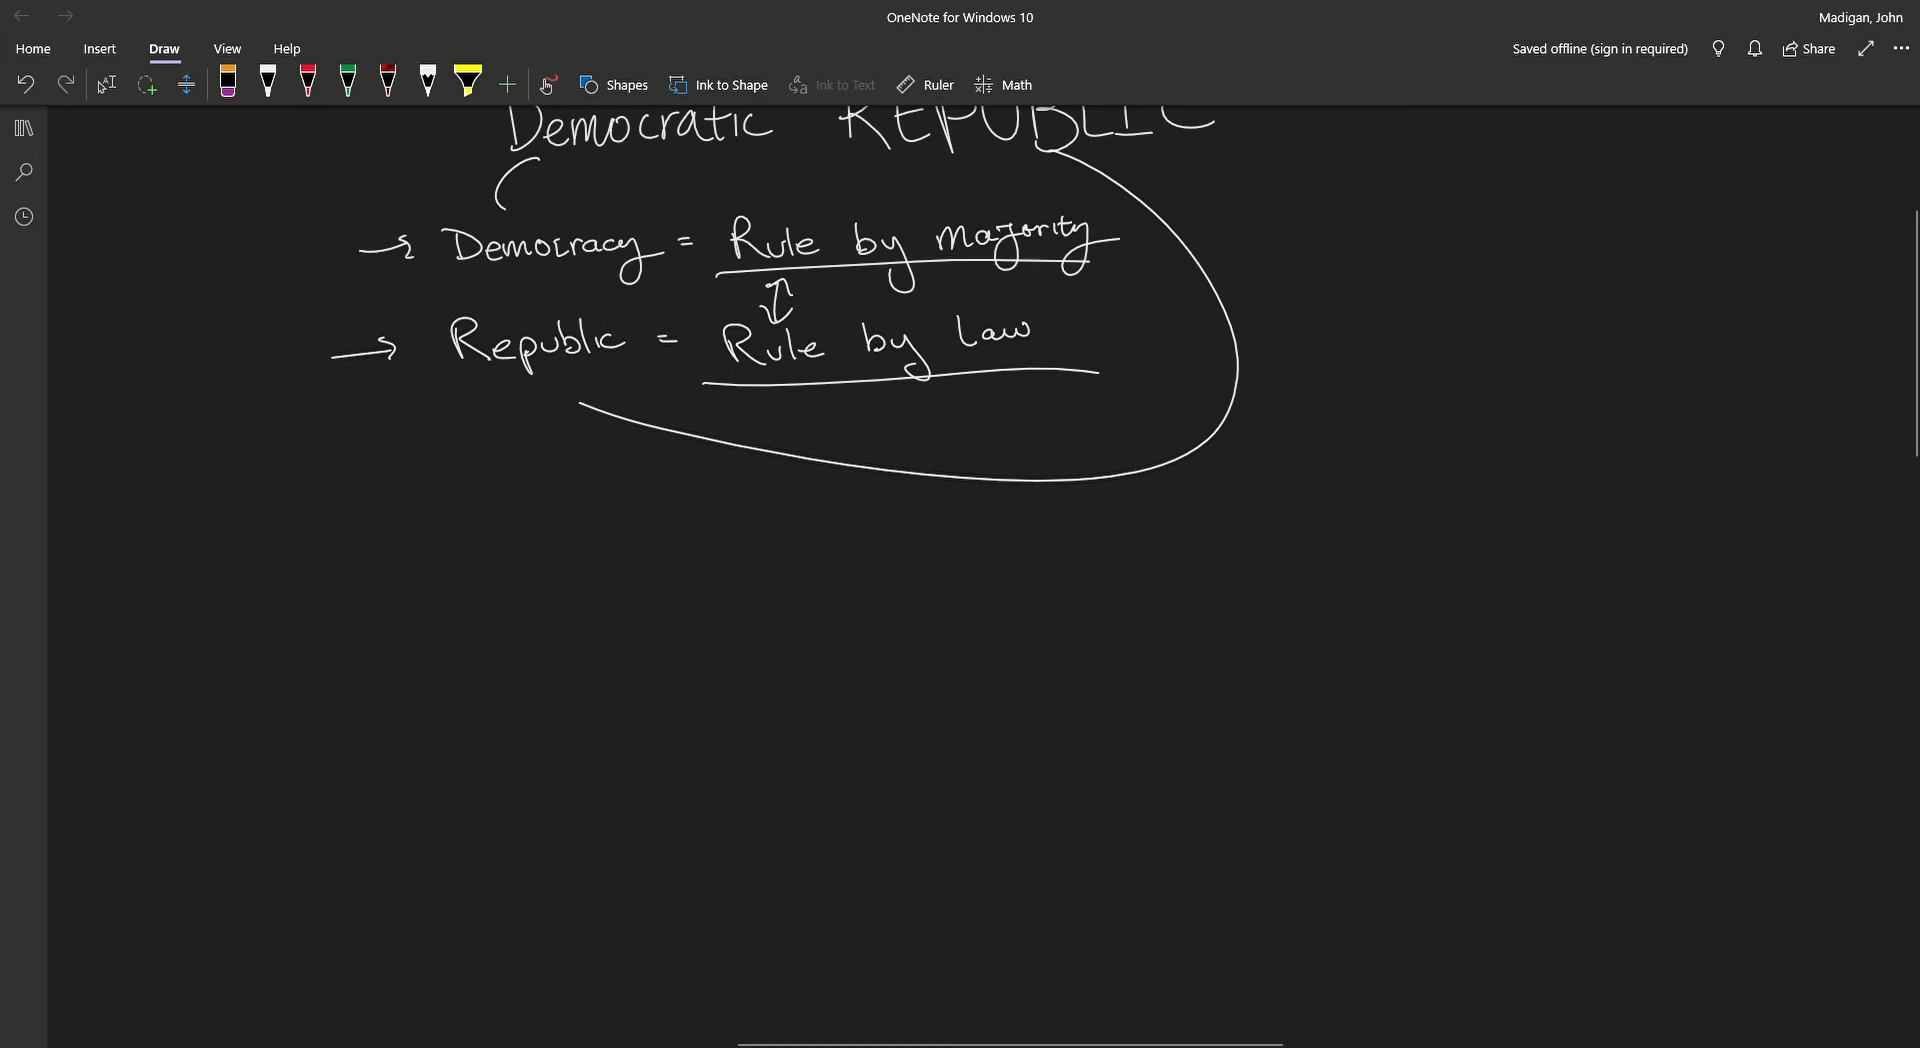 OneNote for Windows 10
Madigan, John
Home Insert Draw View Help
Saved offline (sign in required) Share
Shapes Ink to Shape Ink to Text Ruler Math
Democratic REPUBLIC
→ Democracy = Rule by Majority
→ Republic = Rule by Law